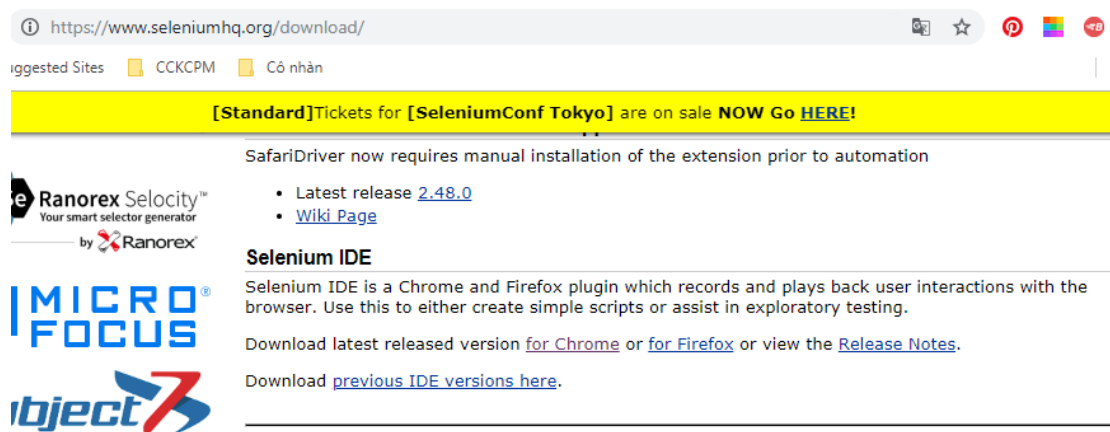 https://www.seleniumhq.org/download/
ggested Sites
CCKCPM
Cô nhàn
[Standard]Tickets for [SeleniumConf Tokyo] are on sale NOW Go HERE!
SafariDriver now requires manual installation of the extension prior to automation
Latest release 2.48.0
Wiki Page
Ranorex Selocity™
Your smart selector generator
by Ranorex®
Selenium IDE
Selenium IDE is a Chrome and Firefox plugin which records and plays back user interactions with the
browser. Use this to either create simple scripts or assist in exploratory testing.
MICRO®
FOCUS
Download latest released version for Chrome or for Firefox or view the Release Notes.
Download previous IDE versions here.
bject7